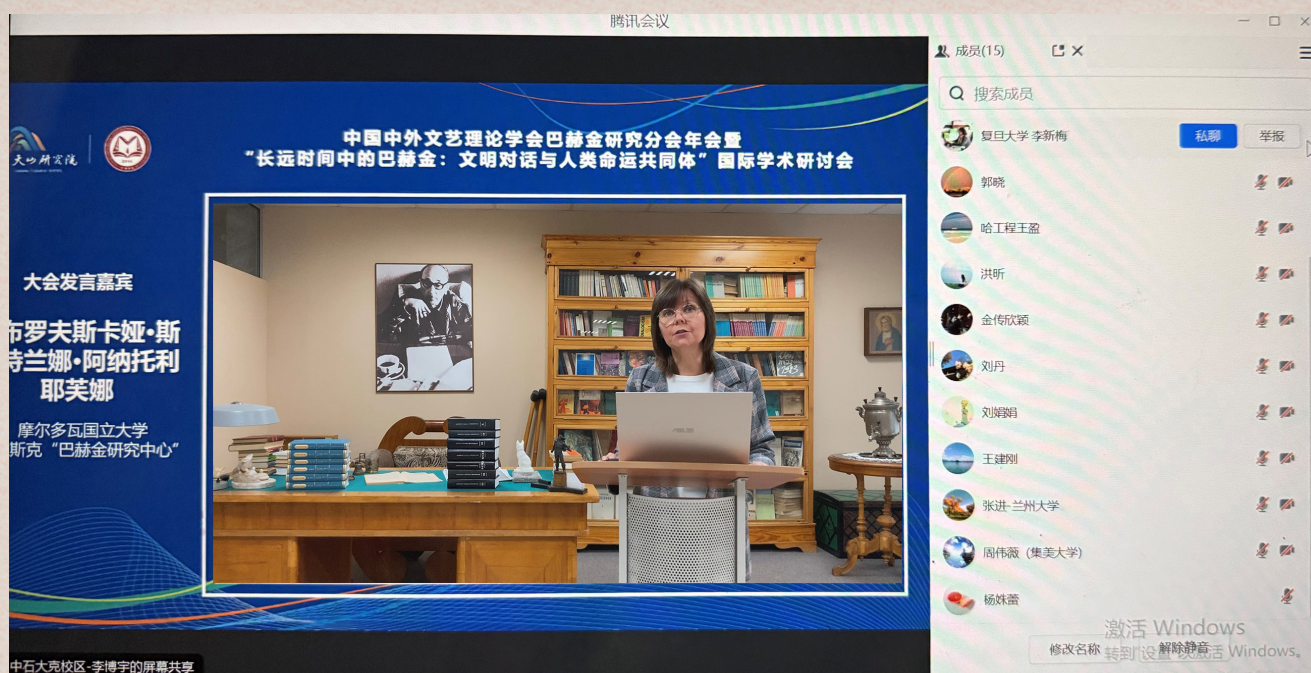 腾讯会议
成员(15)
搜索成员
天山研究院
中国中外文艺理论学会巴赫金研究分会年会暨
“长远时间中的巴赫金：文明对话与人类命运共同体”国际学术研讨会
大会发言嘉宾
布罗夫斯卡娅·斯
特兰娜·阿纳托利
耶芙娜
摩尔多瓦国立大学
斯克“巴赫金研究中心”
ASUS
复旦大学 李新梅
私聊
举报
郭晓
哈工程王盈
洪昕
金传欣颖
刘丹
刘娟娟
王建刚
张进-兰州大学
周伟薇（集美大学）
杨姝蕾
激活 Windows
转到"设置"以激活 Windows。
修改名称
解除静音
中石大克校区-李博宇的屏幕共享